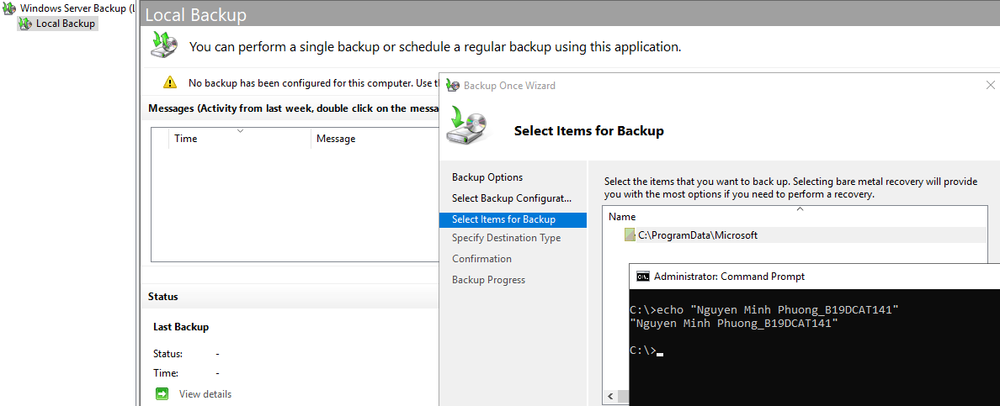 Windows Server Backup (L
Local Backup
Local Backup
You can perform a single backup or schedule a regular backup using this application.
No backup has been configured for this computer. Use th
Messages (Activity from last week, double click on the messa
Time
Message
Status
Last Backup
Status: -
Time: -
View details
Backup Once Wizard
Select Items for Backup
Backup Options
Select Backup Configurat...
Select Items for Backup
Specify Destination Type
Confirmation
Backup Progress
Select the items that you want to back up. Selecting bare metal recovery will provide
you with the most options if you need to perform a recovery.
Name
C:\ProgramData\Microsoft
Administrator: Command Prompt
C:\>echo "Nguyen Minh Phuong_B19DCAT141"
"Nguyen Minh Phuong_B19DCAT141"
C:\>